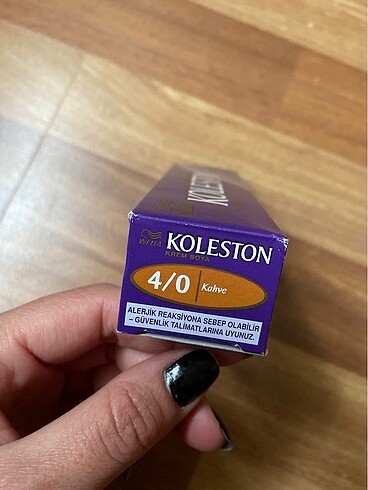 KOLESTON
WELLA
KOLESTON
KREM BOYA
4/0 Kahve
ALERJİK REAKSİYONA SEBEP OLABİLİR
– GÜVENLİK TALİMATLARINA UYUNUZ.